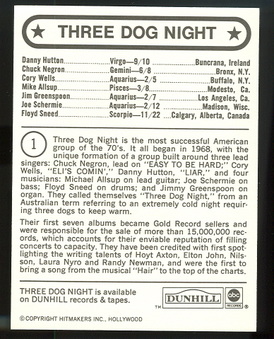 ★ THREE DOG NIGHT ★
Danny Hutton Virgo—9/10 Buncrana, Ireland
Chuck Negron Gemini—6/8 Bronx, N.Y.
Cory Wells Aquarius—2/5 Buffalo, N.Y.
Mike Allsup Pisces—3/8 Modesto, Ca.
Jim Greenspoon Aquarius—2/7 Los Angeles, Ca.
Joe Schermie Aquarius—2/12 Madison, Wisc.
Floyd Sneed Scorpio—11/22 Calgary, Alberta, Canada
1
Three Dog Night is the most successful American
group of the 70's. It all began in 1968, with the
unique formation of a group built around three lead
singers: Chuck Negron, lead on "EASY TO BE HARD;" Cory
Wells, "ELI'S COMIN'," Danny Hutton, "LIAR," and
four musicians: Michael Allsup on lead guitar; Joe Schermie on
bass; Floyd Sneed on drums; and Jimmy Greenspoon on
organ. They called themselves "Three Dog Night," from an
Australian term referring to an extremely cold night requir-
ing three dogs to keep warm.
Their first seven albums became Gold Record sellers and
were responsible for the sale of more than 15,000,000 rec-
ords, which accounts for their enviable reputation of filling
concerts to capacity. They have been credited with first spot-
lighting the writing talents of Hoyt Axton, Elton John, Nils-
son, Laura Nyro and Randy Newman, and were the first to
bring a song from the musical "Hair" to the top of the charts.
THREE DOG NIGHT is available
on DUNHILL records & tapes.
DUNHILL
abc
© COPYRIGHT HITMAKERS INC., HOLLYWOOD